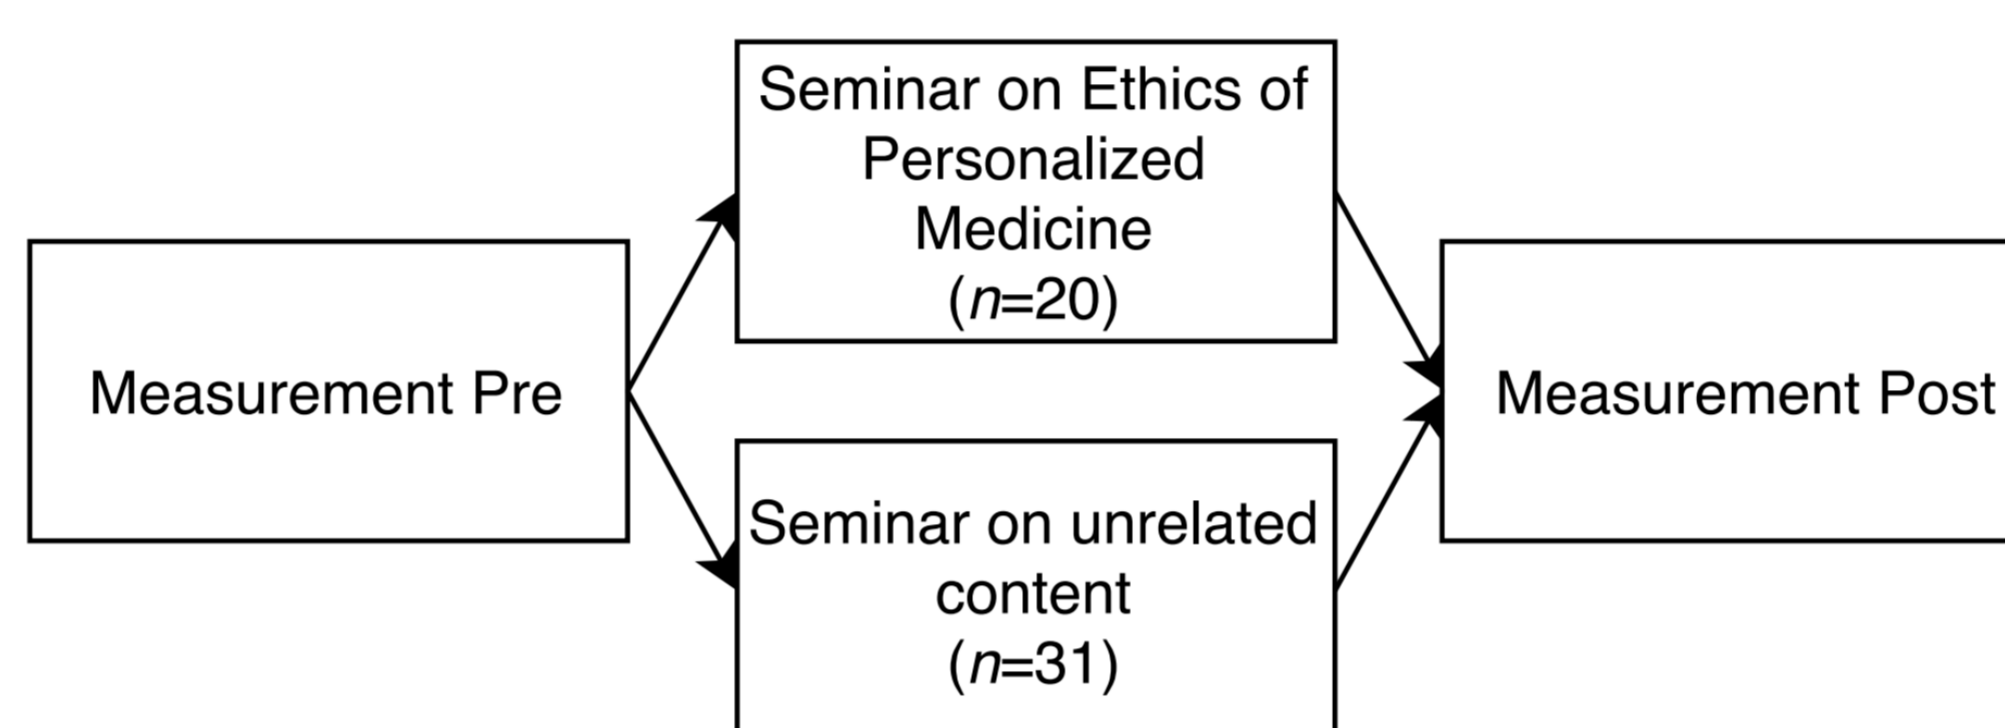 Measurement Pre
Seminar on Ethics of
Personalized
Medicine
(n=20)
Seminar on unrelated
content
(n=31)
Measurement Post